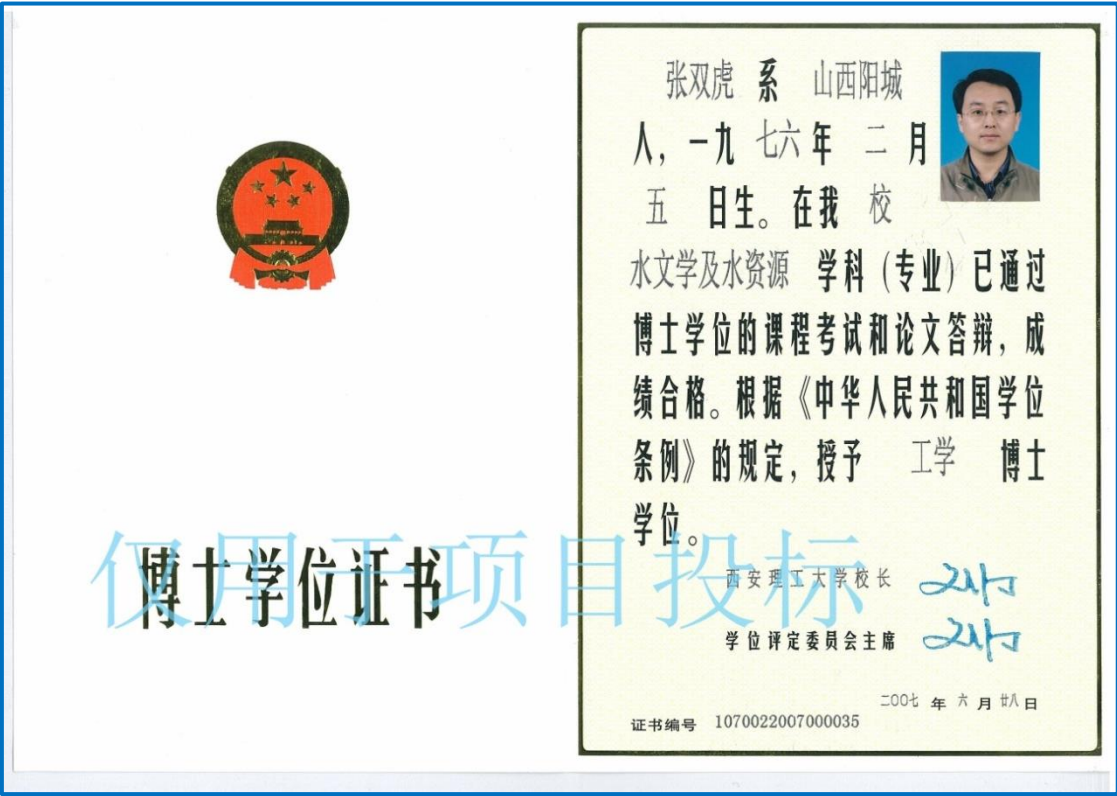 博士学位证书
仅用于项目投标
张双虎 系 山西阳城
人，一九 七六 年 二 月
五 日生。在我 校
水文学及水资源 学科（专业）已通过
博士学位的课程考试和论文答辩，成
绩合格。根据《中华人民共和国学位
条例》的规定，授予 工学 博士
学位。
西安理工大学校长
学位评定委员会主席
二00七 年 六 月 廿八 日
证书编号 1070022007000035